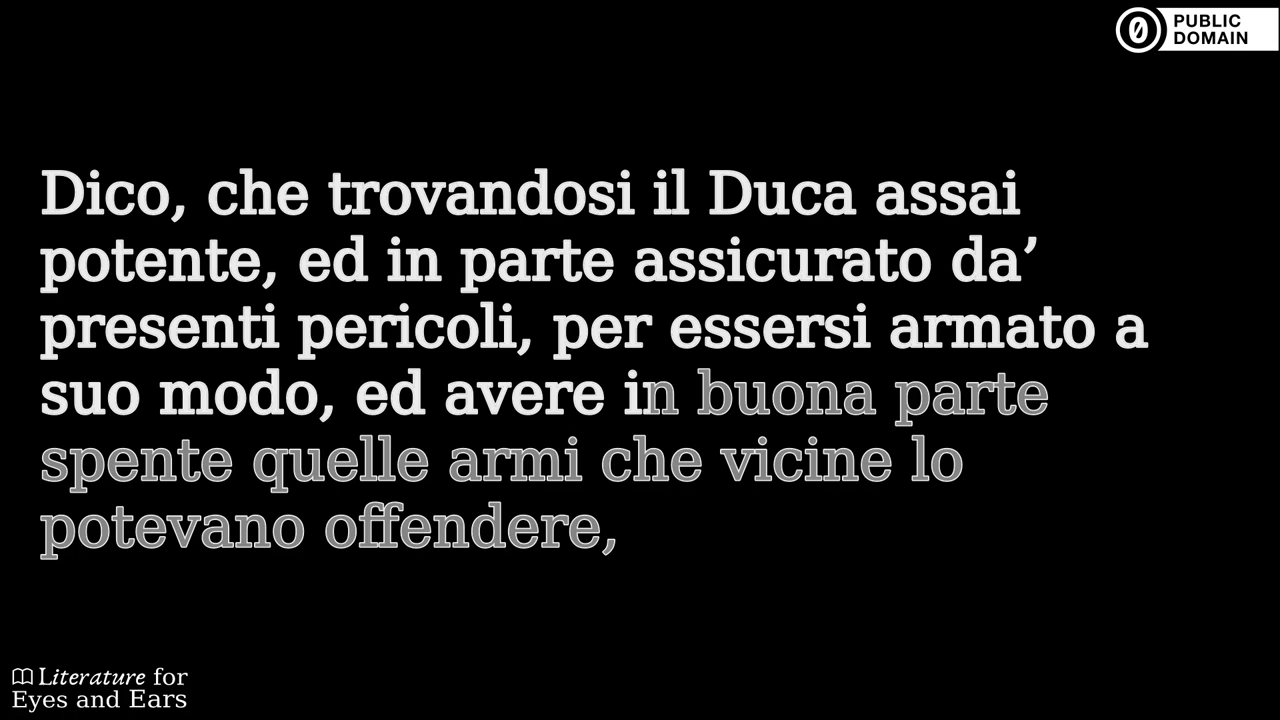 PUBLIC
DOMAIN
Dico, che trovandosi il Duca assai
potente, ed in parte assicurato da’
presenti pericoli, per essersi armato a
suo modo, ed avere in buona parte
spente quelle armi che vicine lo
potevano offendere,
Literature for
Eyes and Ears